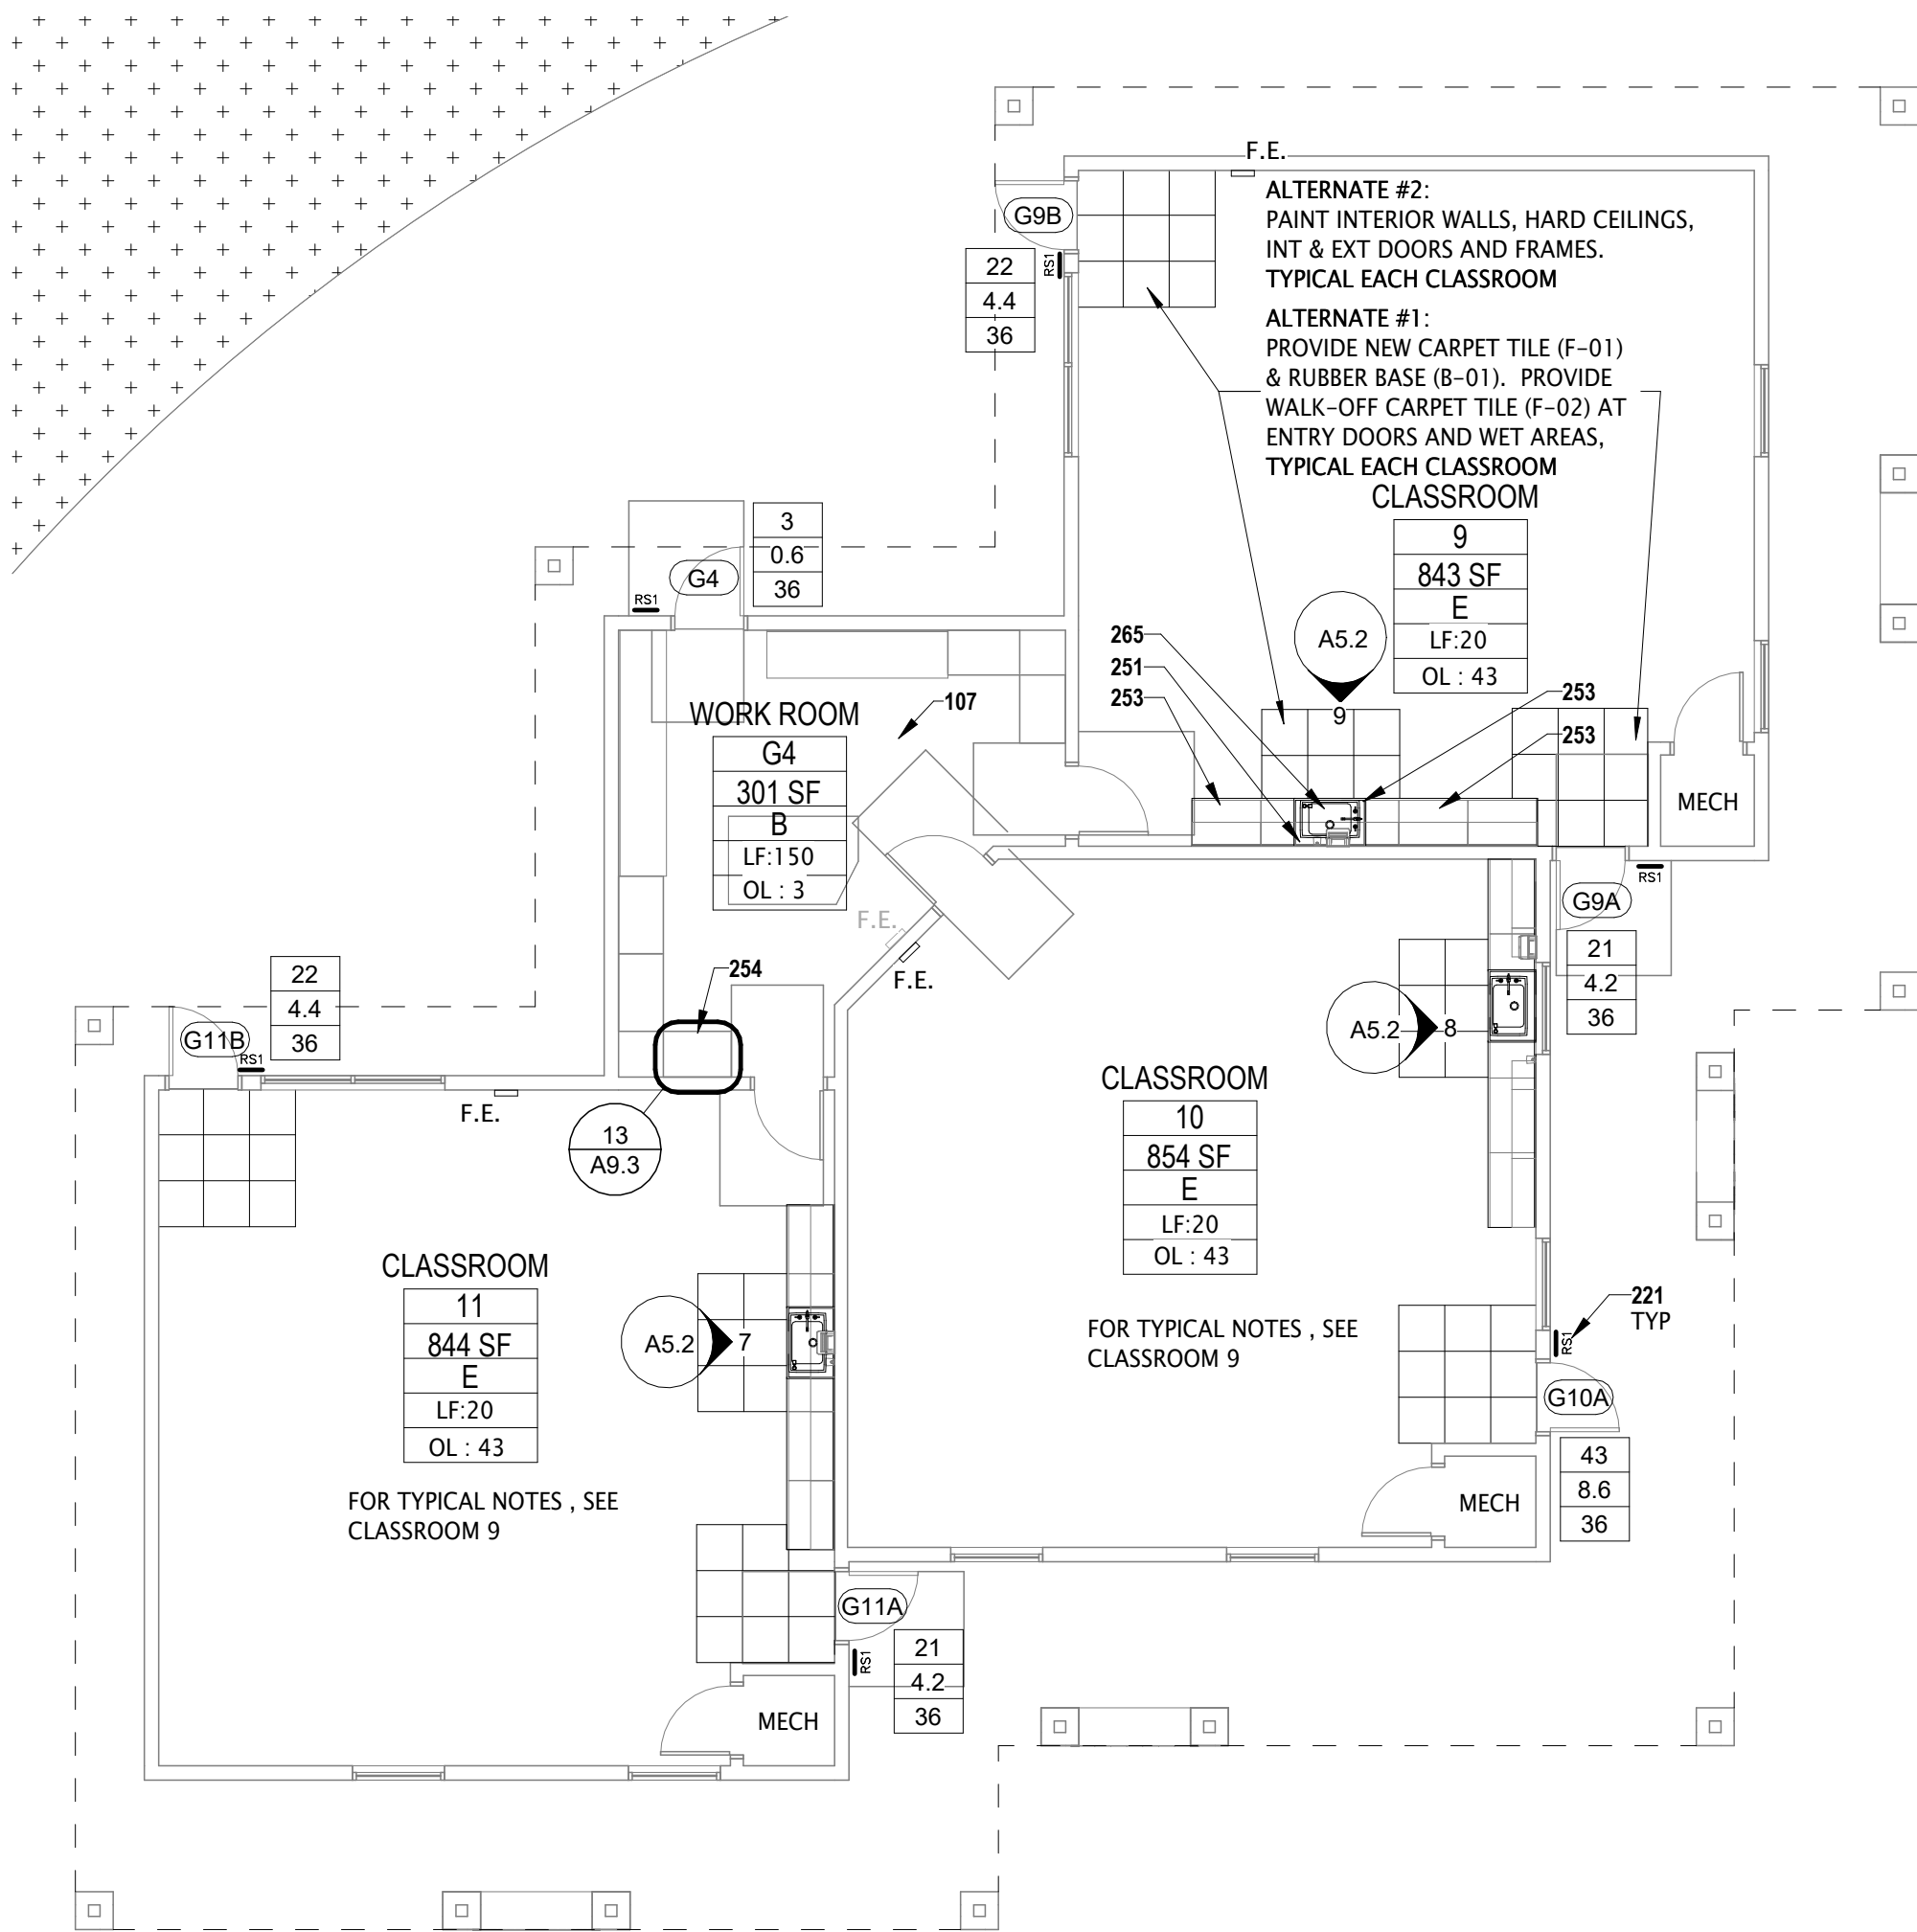 F.E.
ALTERNATE #2:
PAINT INTERIOR WALLS, HARD CEILINGS,
INT & EXT DOORS AND FRAMES.
TYPICAL EACH CLASSROOM
ALTERNATE #1:
PROVIDE NEW CARPET TILE (F-01)
& RUBBER BASE (B-01). PROVIDE
WALK-OFF CARPET TILE (F-02) AT
ENTRY DOORS AND WET AREAS,
TYPICAL EACH CLASSROOM
G9B
RS1
22
4.4
36
CLASSROOM
9
843 SF
E
LF:20
OL : 43
3
0.6
36
G4
RS1
265
251
253
A5.2
9
253
253
MECH
WORK ROOM
G4
301 SF
B
LF:150
OL : 3
107
F.E.
F.E.
254
RS1
G9A
21
4.2
36
22
4.4
36
G11B
RS1
F.E.
13
A9.3
A5.2
8
CLASSROOM
10
854 SF
E
LF:20
OL : 43
FOR TYPICAL NOTES , SEE
CLASSROOM 9
221
TYP
RS1
G10A
43
8.6
36
MECH
CLASSROOM
11
844 SF
E
LF:20
OL : 43
FOR TYPICAL NOTES , SEE
CLASSROOM 9
A5.2
7
G11A
RS1
21
4.2
36
MECH